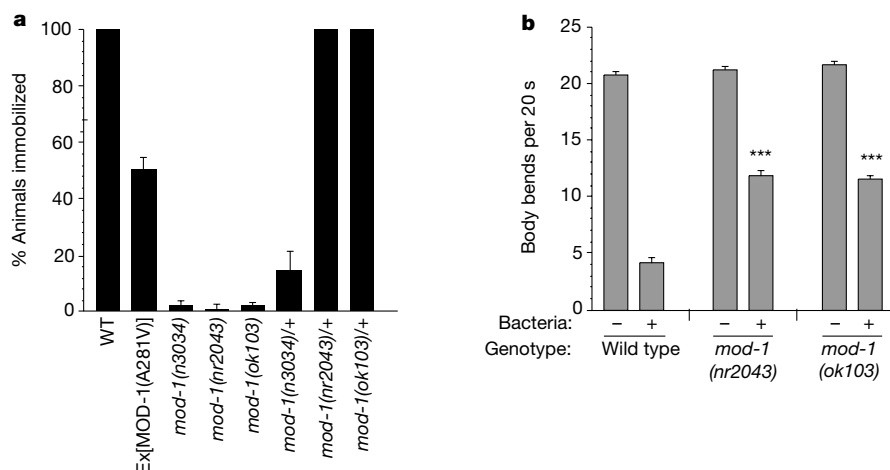 a
% Animals immobilized
100
80
60
40
20
0
WT
Ex[MOD-1(A281V)]
mod-1(n3034)
mod-1(nr2043)
mod-1(ok103)
mod-1(n3034)/+
mod-1(nr2043)/+
mod-1(ok103)/+
b
Body bends per 20 s
25
20
15
10
5
0
*** ***
Bacteria: – + – + – +
Genotype: Wild type mod-1 mod-1
(nr2043) (ok103)